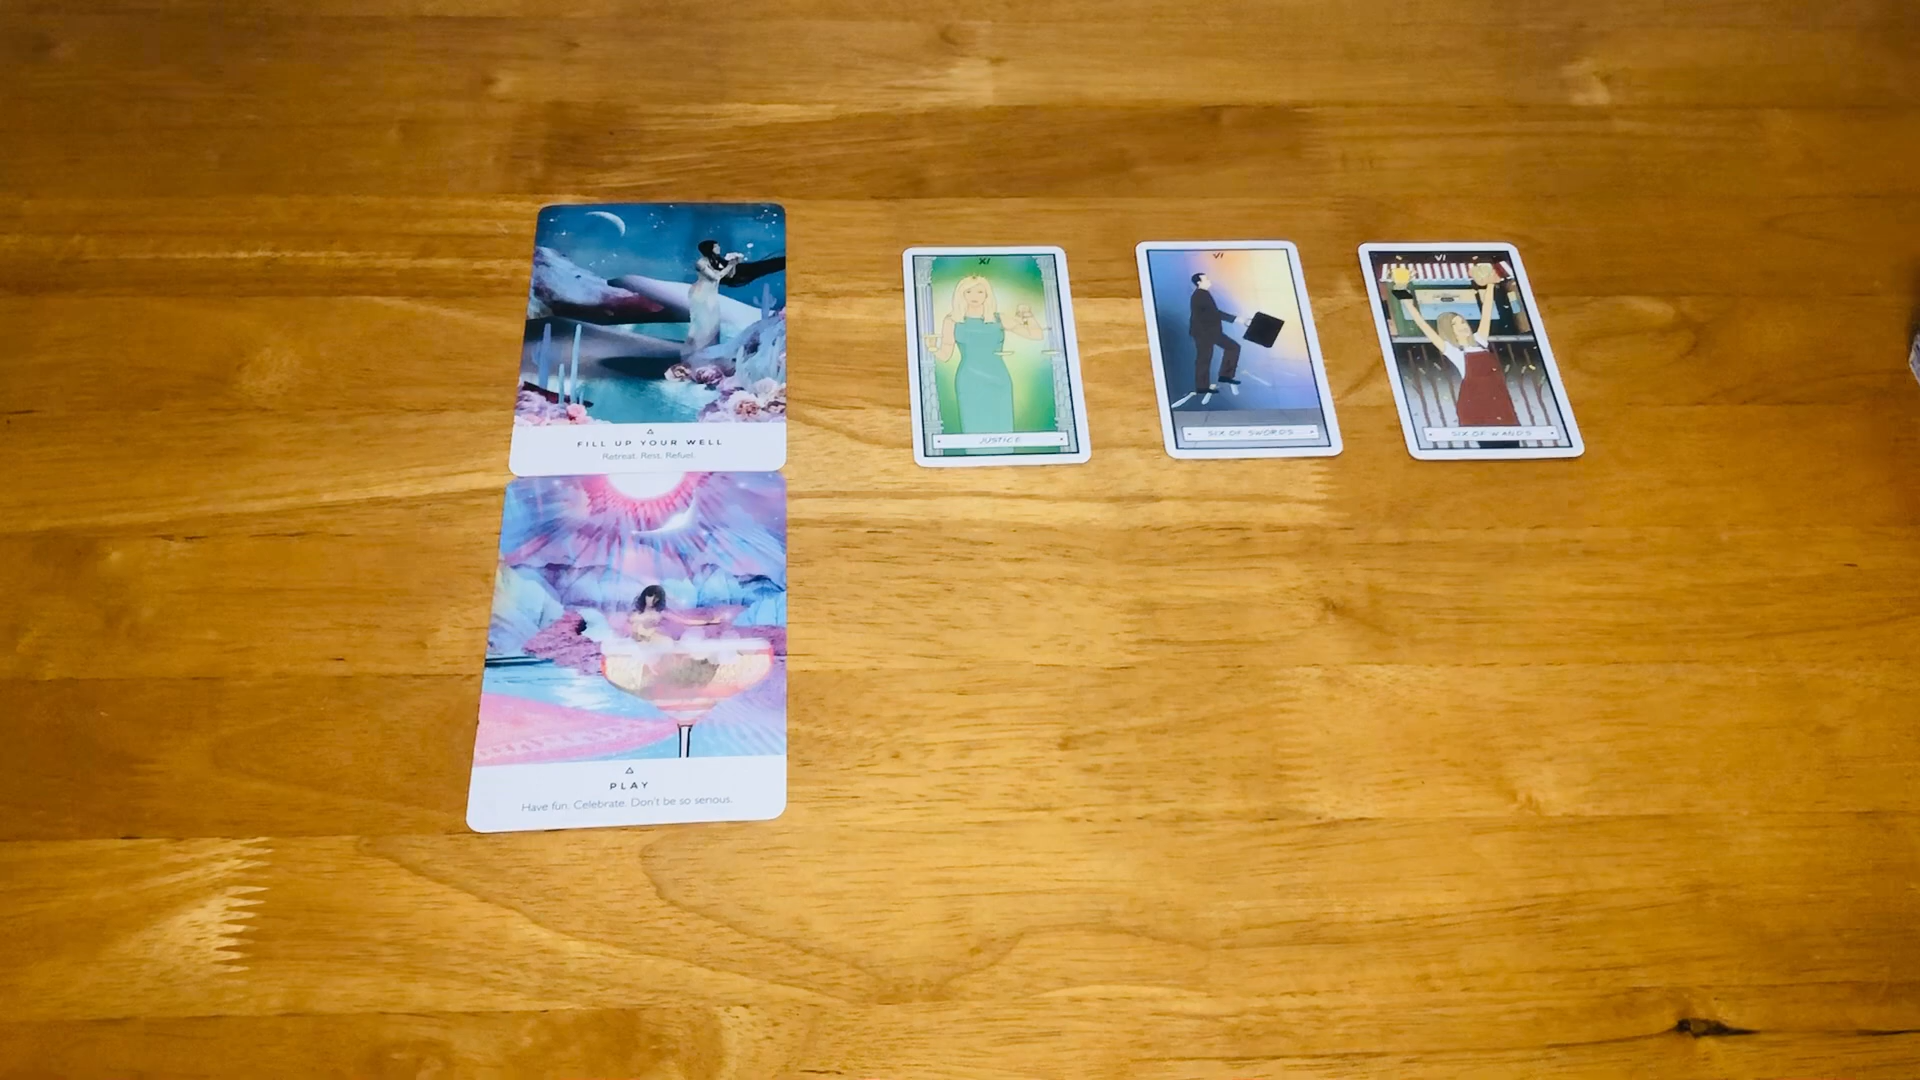 FILL UP YOUR WELL
Retreat. Rest. Refuel.
PLAY
Have fun. Celebrate. Don't be so serious.
XI
JUSTICE
VI
SIX OF SWORDS
VI
SIX OF WANDS